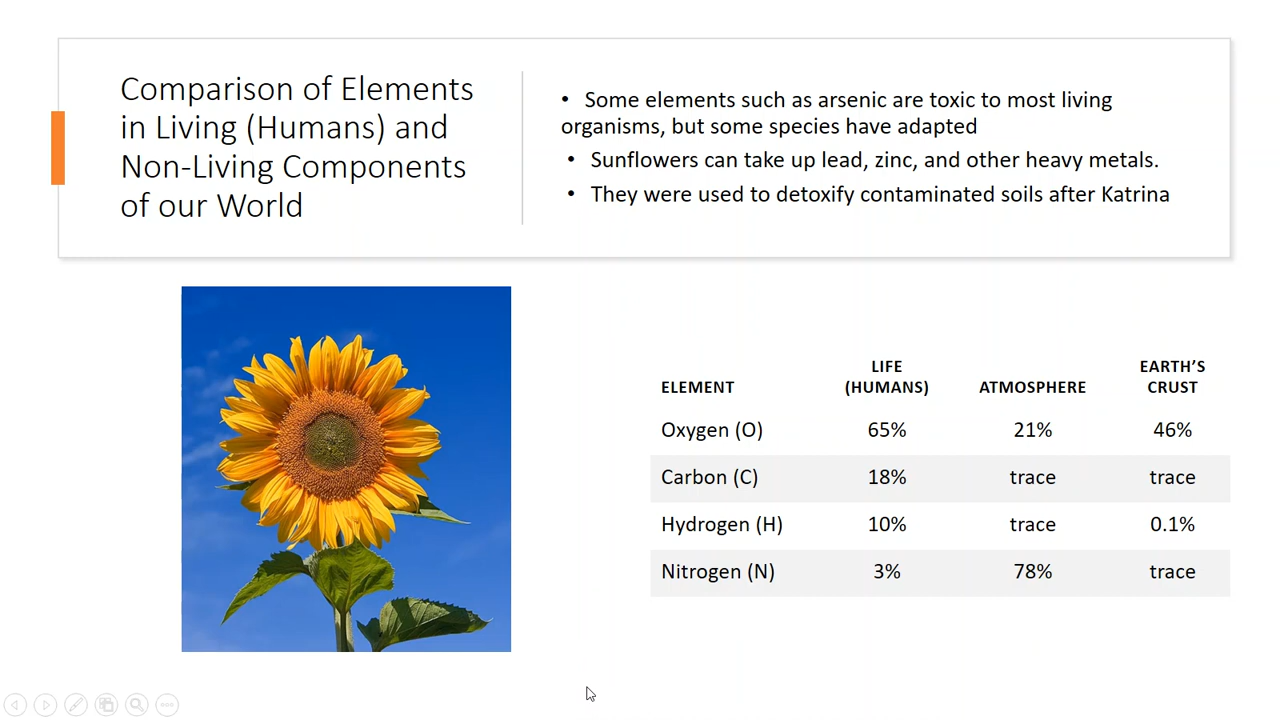 Comparison of Elements
in Living (Humans) and
Non-Living Components
of our World
• Some elements such as arsenic are toxic to most living
organisms, but some species have adapted
• Sunflowers can take up lead, zinc, and other heavy metals.
• They were used to detoxify contaminated soils after Katrina
ELEMENT LIFE (HUMANS) ATMOSPHERE EARTH’S CRUST
Oxygen (O) 65% 21% 46%
Carbon (C) 18% trace trace
Hydrogen (H) 10% trace 0.1%
Nitrogen (N) 3% 78% trace